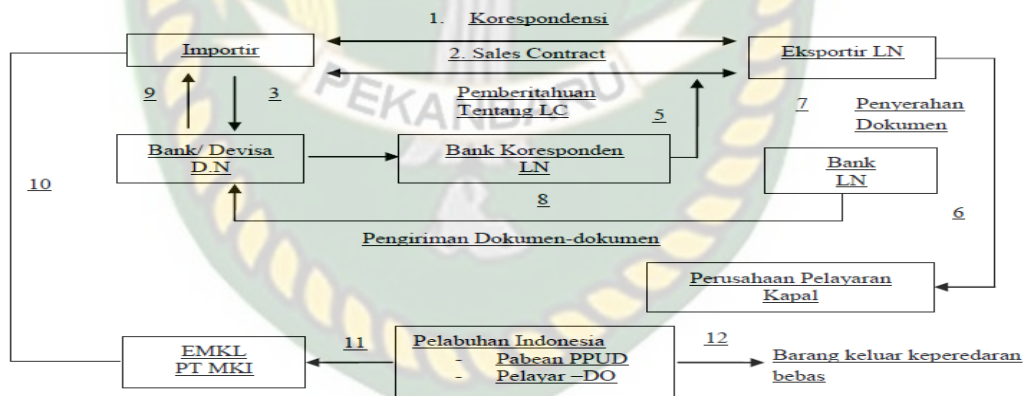 1. Korespondensi
Importir
2. Sales Contract
Eksportir LN
PEKANBARU
9
3
Pemberitahuan
Tentang LC
5
7
Penyerahan
Dokumen
Bank/ Devisa
D.N
Bank Koresponden
LN
Bank
LN
10
8
6
Pengiriman Dokumen-dokumen
Perusahaan Pelayaran
Kapal
EMKL
PT MKI
11
Pelabuhan Indonesia
- Pabean PPUD
- Pelayar –DO
12
Barang keluar keperedaran
bebas